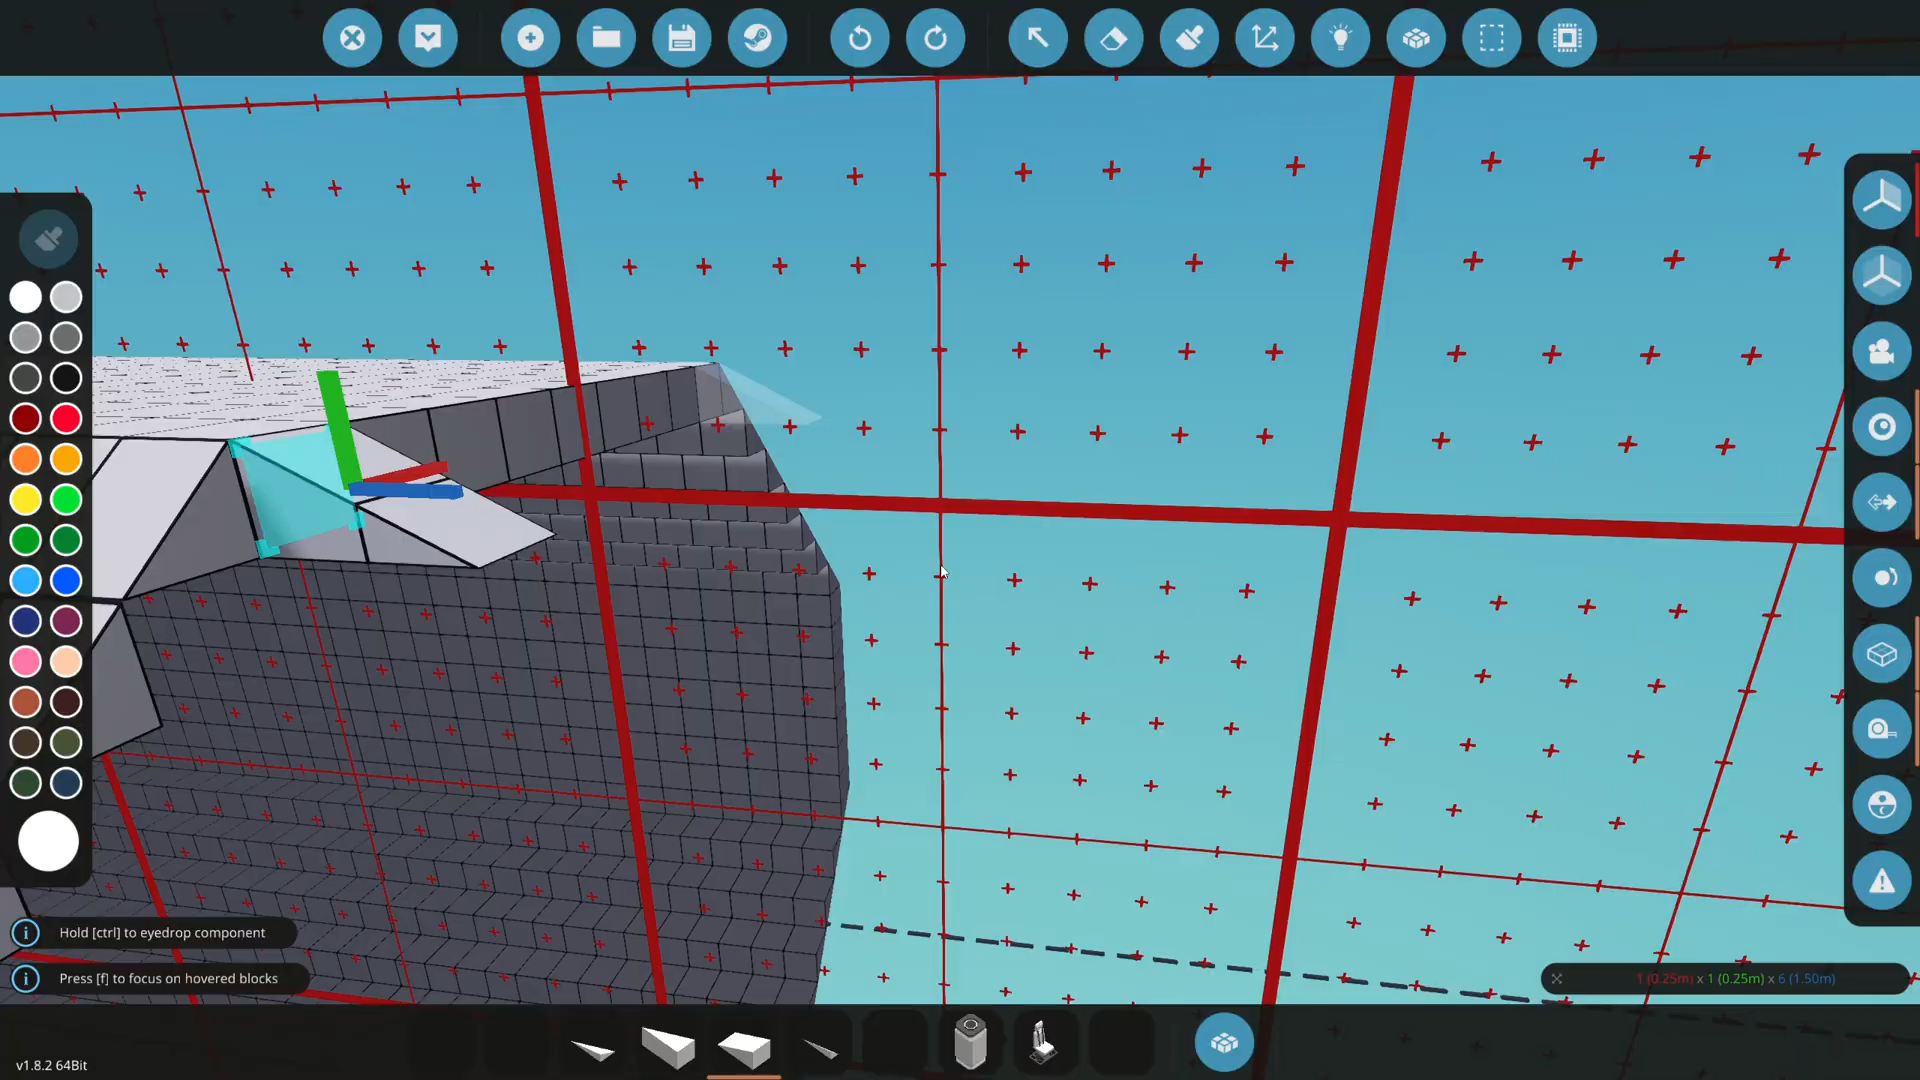 Hold [ctrl] to eyedrop component
Press [f] to focus on hovered blocks
1 (0.25m) x 1 (0.25m) x 6 (1.50m)
v1.8.2 64Bit